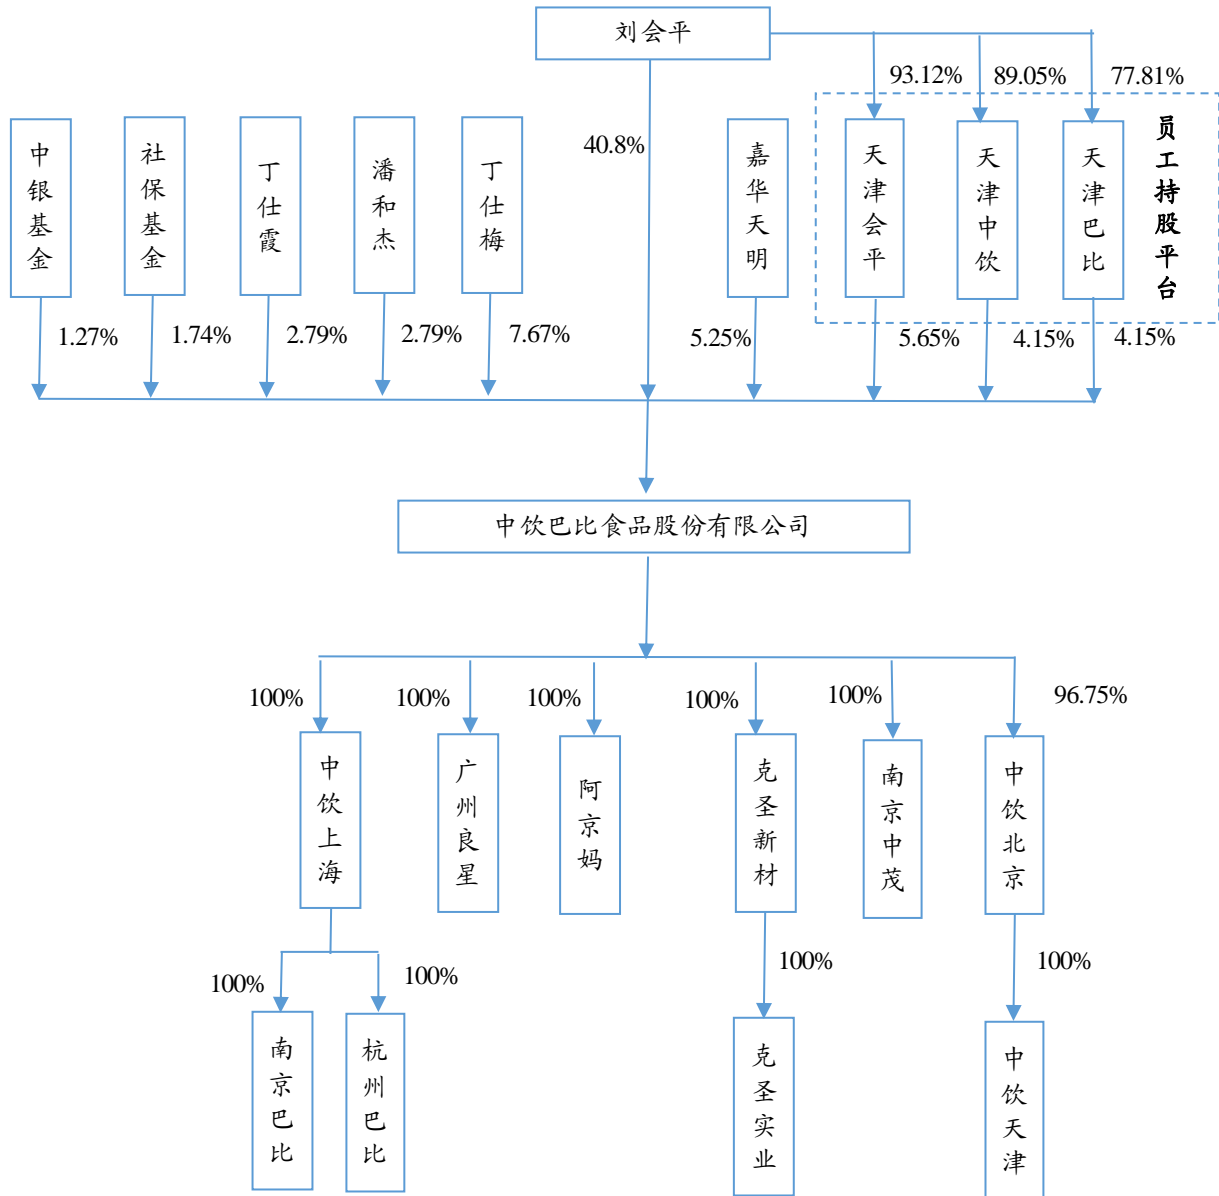 刘会平
93.12%
89.05%
77.81%
中银基金
社保基金
丁仕霞
潘和杰
丁仕梅
40.8%
嘉华天明
天津会平
天津中饮
天津巴比
员工持股平台
1.27%
1.74%
2.79%
2.79%
7.67%
5.25%
5.65%
4.15%
4.15%
中饮巴比食品股份有限公司
100%
100%
100%
100%
100%
96.75%
中饮上海
广州良星
阿京妈
克圣新材
南京中茂
中饮北京
100%
100%
100%
100%
南京巴比
杭州巴比
克圣实业
中饮天津